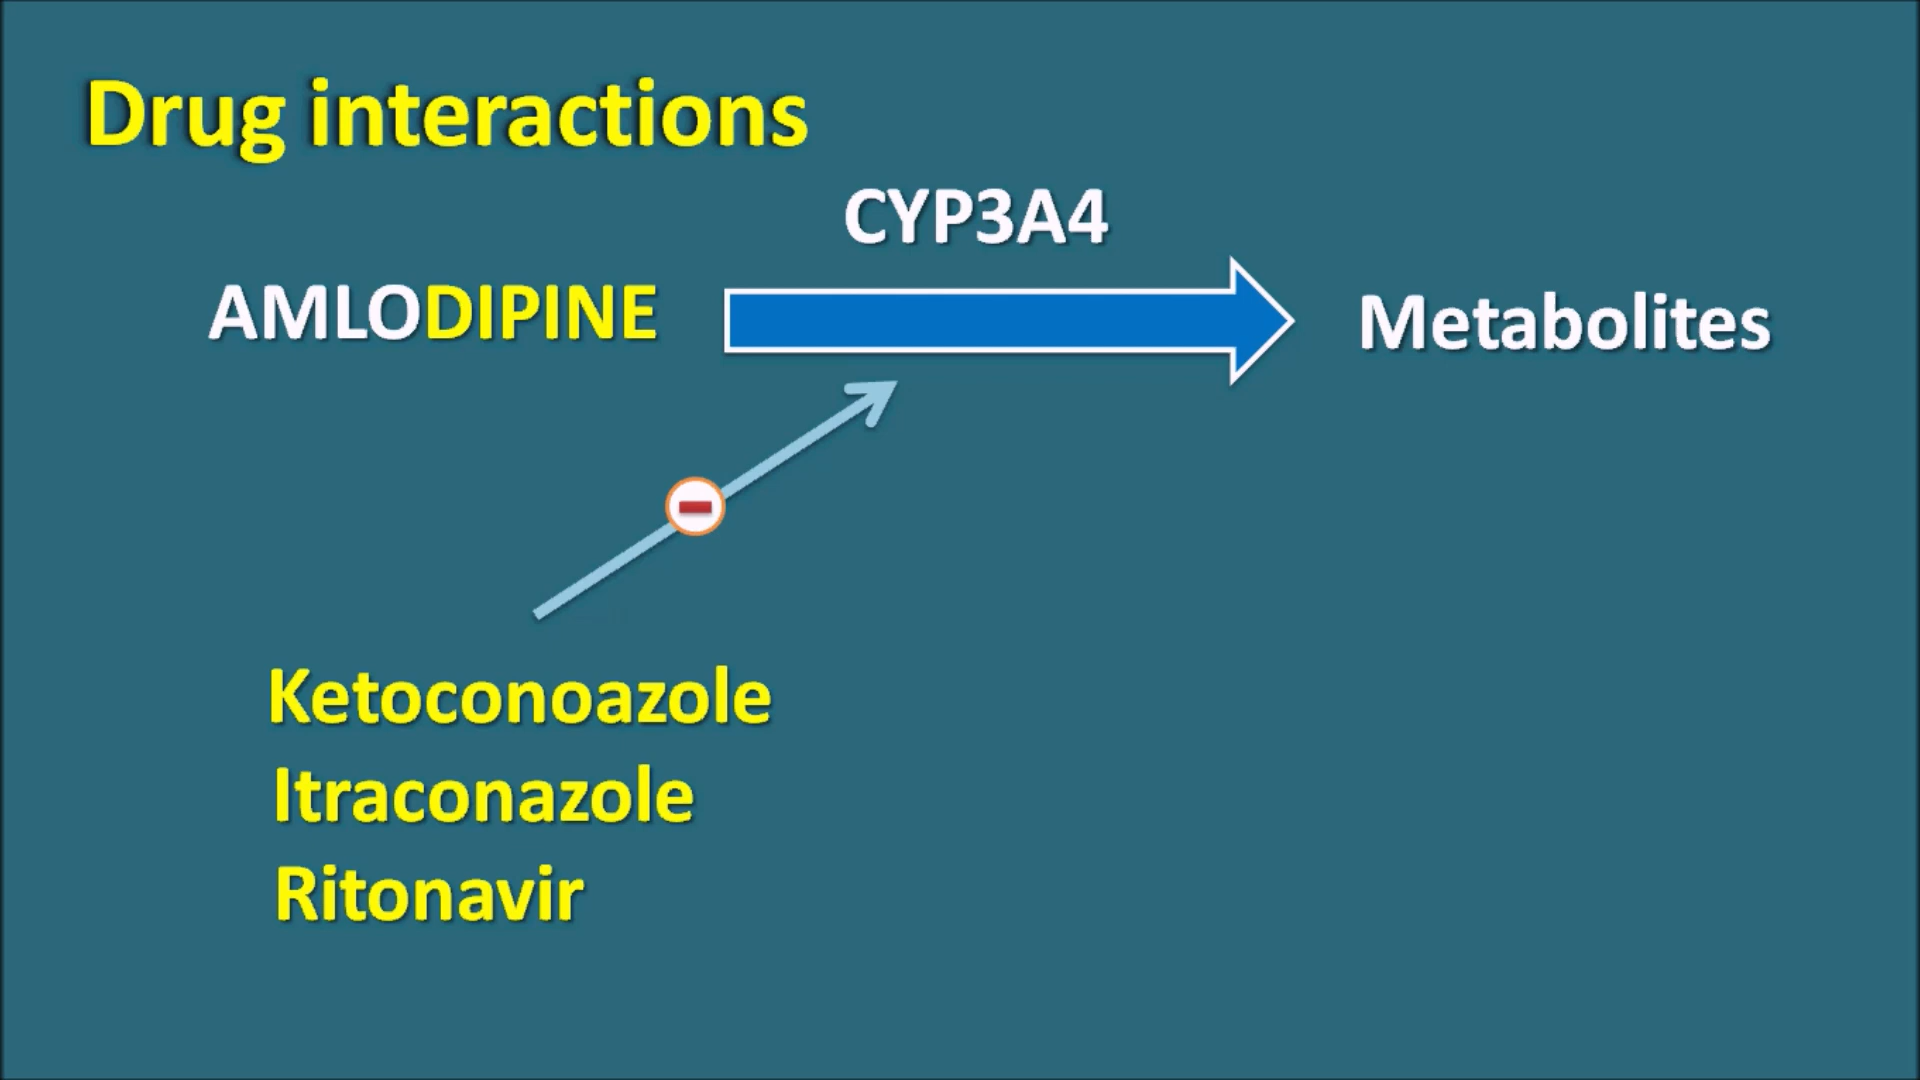 Drug interactions
CYP3A4
AMLODIPINE
Metabolites
Ketoconoazole
Itraconazole
Ritonavir